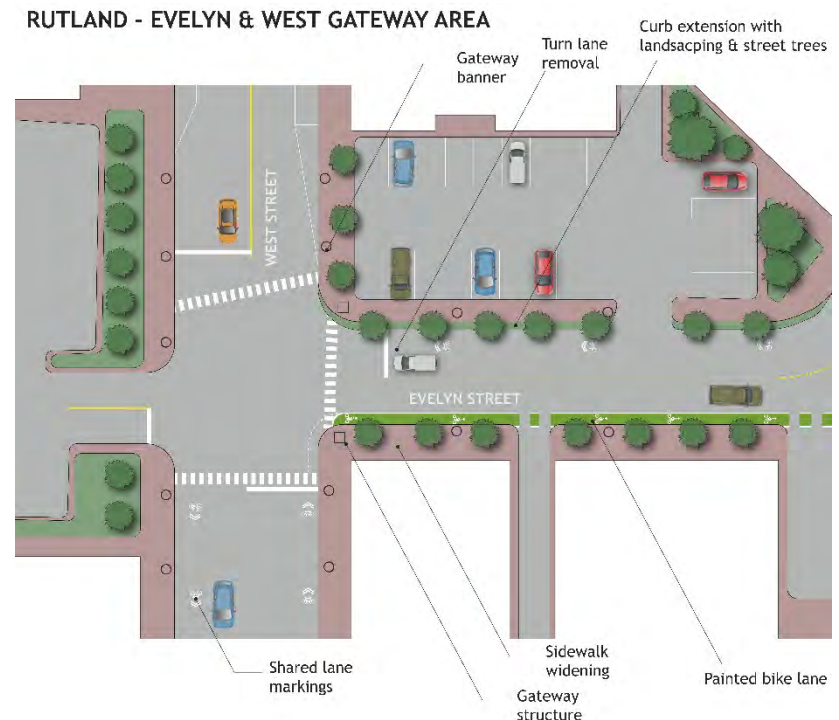 RUTLAND - EVELYN & WEST GATEWAY AREA
Gateway
banner
Turn lane
removal
Curb extension with
landsacping & street trees
WEST STREET
EVELYN STREET
Shared lane
markings
Gateway
structure
Sidewalk
widening
Painted bike lane